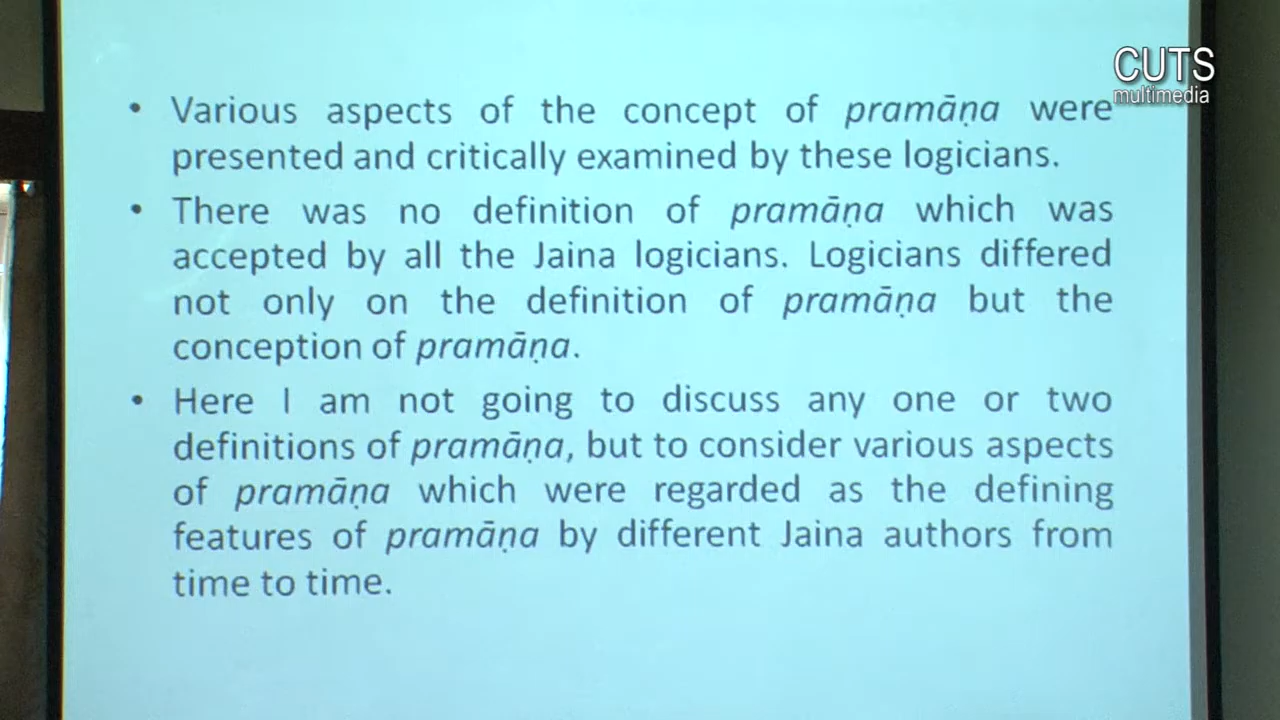 CUTS
multimedia
• Various aspects of the concept of pramāṇa were
presented and critically examined by these logicians.
• There was no definition of pramāṇa which was
accepted by all the Jaina logicians. Logicians differed
not only on the definition of pramāṇa but the
conception of pramāṇa.
• Here I am not going to discuss any one or two
definitions of pramāṇa, but to consider various aspects
of pramāṇa which were regarded as the defining
features of pramāṇa by different Jaina authors from
time to time.